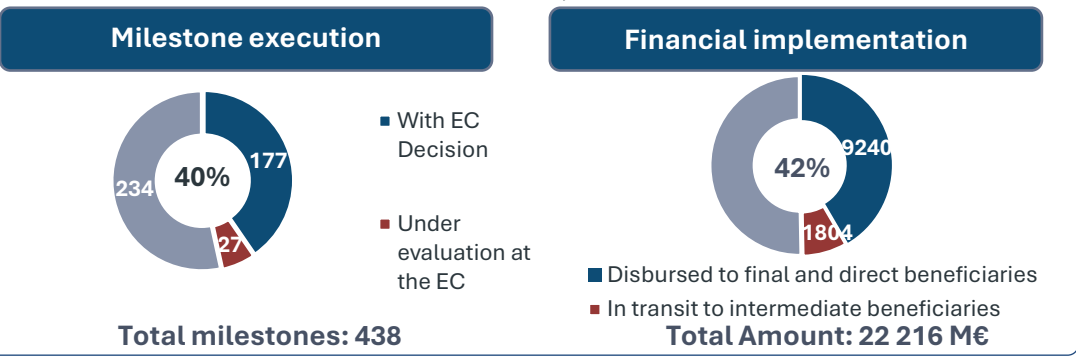 Milestone execution
177
234
40%
27
With EC
Decision
Under
evaluation at
the EC
Total milestones: 438
Financial implementation
9240
42%
1804
Disbursed to final and direct beneficiaries
In transit to intermediate beneficiaries
Total Amount: 22 216 M€